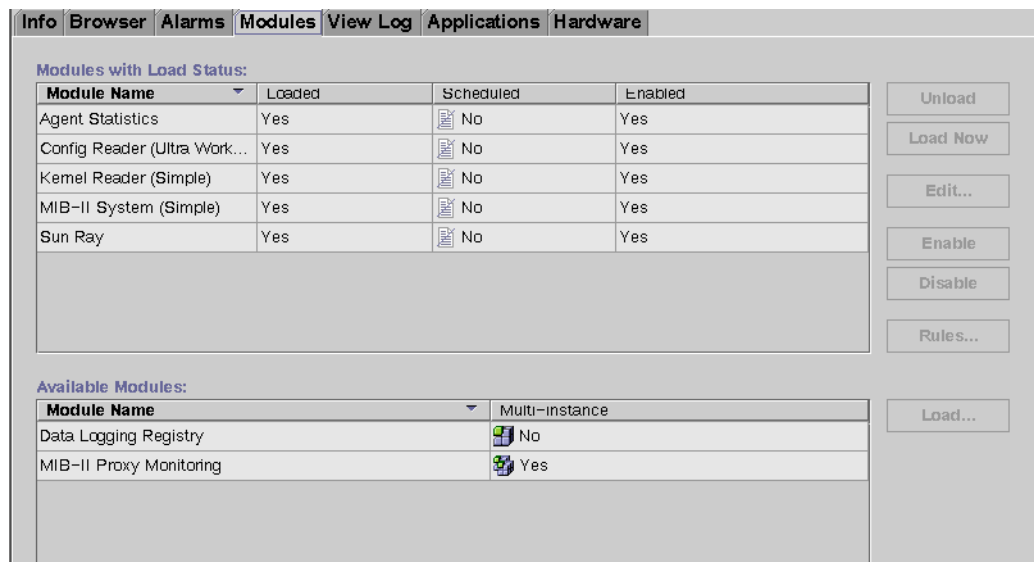 Info Browser Alarms Modules View Log Applications Hardware
Modules with Load Status:
Module Name Loaded Scheduled Enabled
Agent Statistics Yes No Yes
Config Reader (Ultra Work... Yes No Yes
Kernel Reader (Simple) Yes No Yes
MIB-II System (Simple) Yes No Yes
Sun Ray Yes No Yes
Unload
Load Now
Edit...
Enable
Disable
Rules...
Available Modules:
Module Name Multi-Instance
Data Logging Registry No
MIB-II Proxy Monitoring Yes
Load...